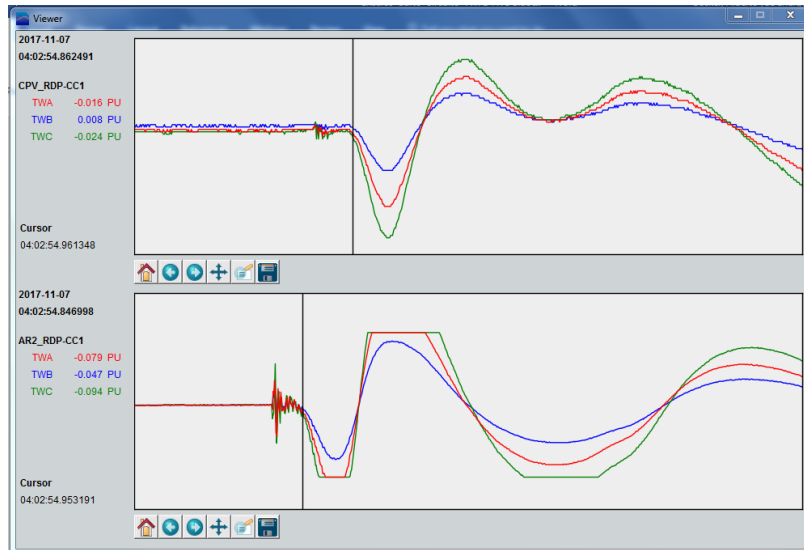 Viewer
2017-11-07
04:02:54.862491
CPV_RDP-CC1
TWA -0.016 PU
TWB 0.008 PU
TWC -0.024 PU
Cursor
04:02:54.961348
2017-11-07
04:02:54.846998
AR2_RDP-CC1
TWA -0.079 PU
TWB -0.047 PU
TWC -0.094 PU
Cursor
04:02:54.953191